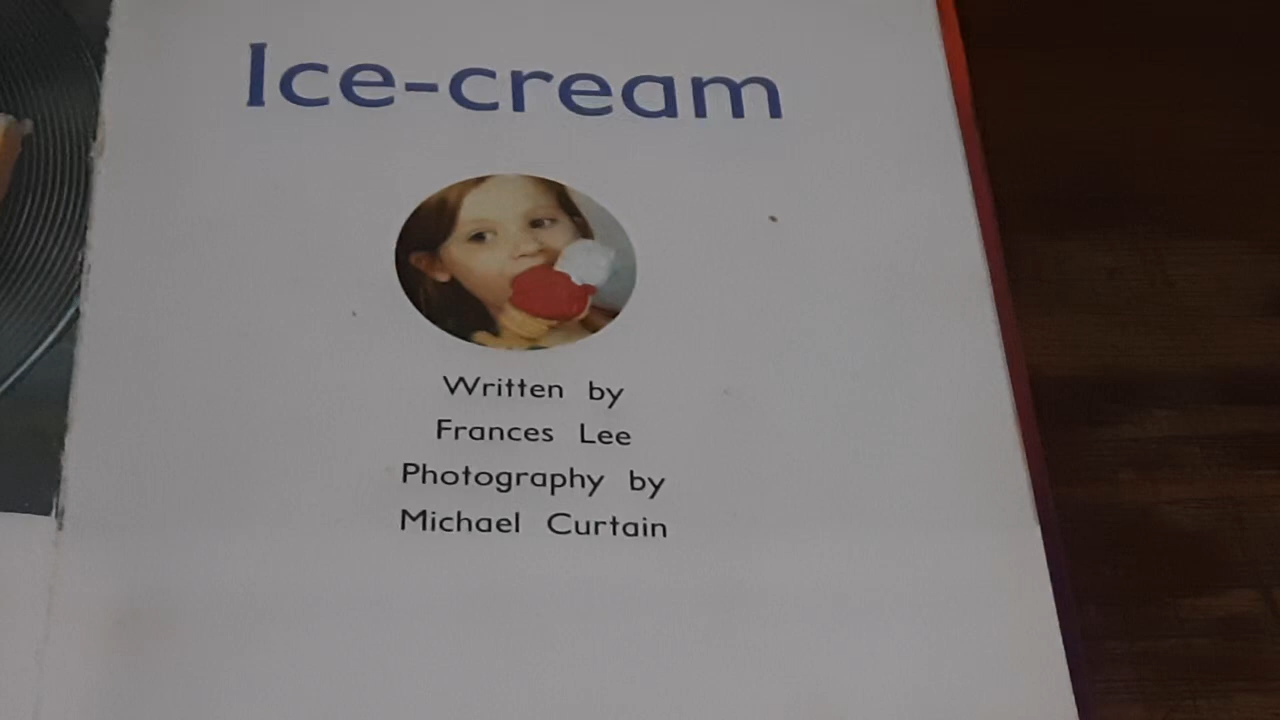 Ice-cream
Written by
Frances Lee
Photography by
Michael Curtain